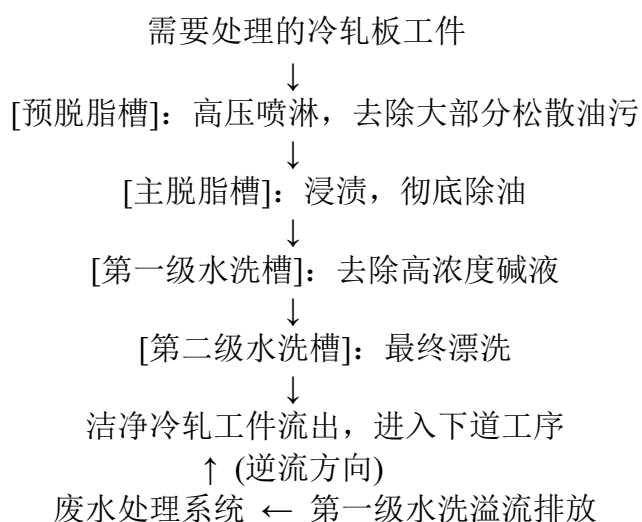 需要处理的冷轧板工件
↓
[预脱脂槽]：高压喷淋，去除大部分松散油污
↓
[主脱脂槽]：浸渍，彻底除油
↓
[第一级水洗槽]：去除高浓度碱液
↓
[第二级水洗槽]：最终漂洗
↓
洁净冷轧工件流出，进入下道工序
↑ (逆流方向)
废水处理系统 ← 第一级水洗溢流排放